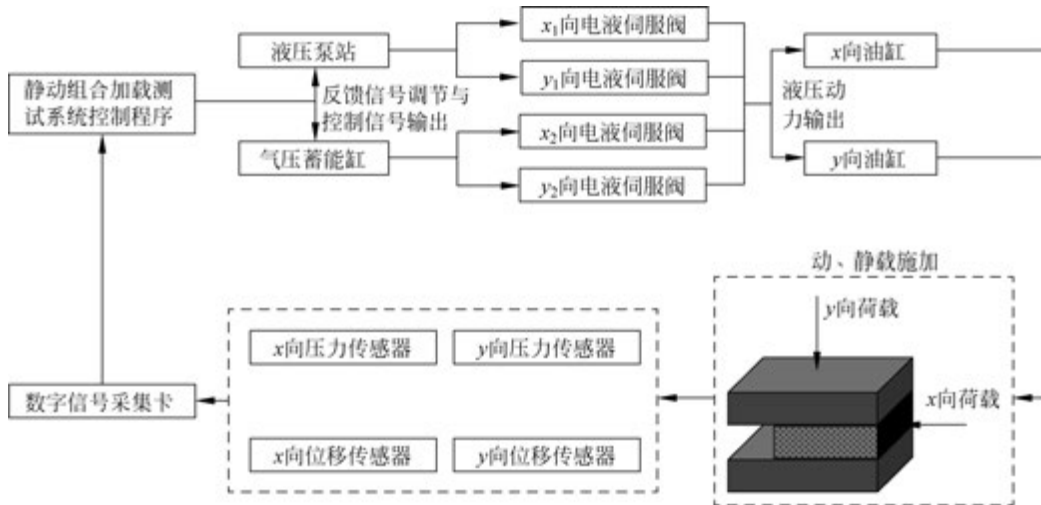 x₁向电液伺服阀
液压泵站
x向油缸
静动组合加载测
试系统控制程序
y₁向电液伺服阀
反馈信号调节与
控制信号输出
液压动
力输出
x₂向电液伺服阀
气压蓄能缸
y向油缸
y₂向电液伺服阀
动、静载施加
y向荷载
x向压力传感器
y向压力传感器
数字信号采集卡
x向荷载
x向位移传感器
y向位移传感器